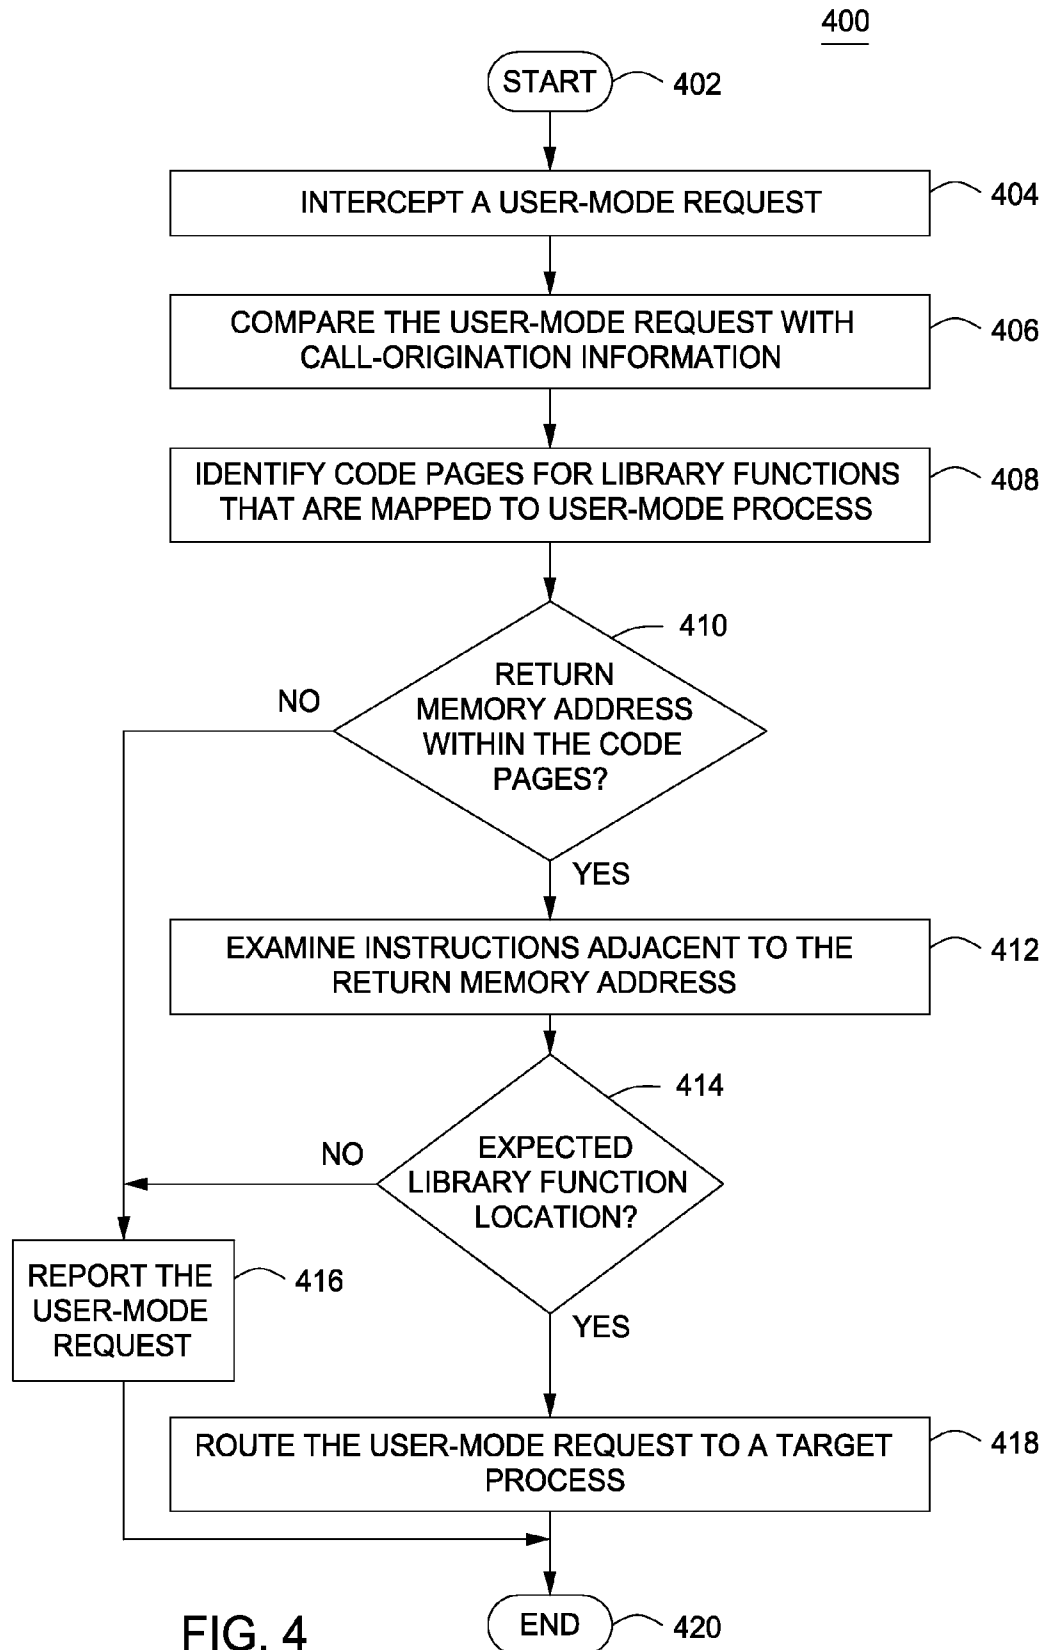 400
START
402
INTERCEPT A USER-MODE REQUEST
404
COMPARE THE USER-MODE REQUEST WITH
CALL-ORIGINATION INFORMATION
406
IDENTIFY CODE PAGES FOR LIBRARY FUNCTIONS
THAT ARE MAPPED TO USER-MODE PROCESS
408
410
RETURN
MEMORY ADDRESS
WITHIN THE CODE
PAGES?
NO
YES
EXAMINE INSTRUCTIONS ADJACENT TO THE
RETURN MEMORY ADDRESS
412
414
EXPECTED
LIBRARY FUNCTION
LOCATION?
NO
YES
REPORT THE
USER-MODE
REQUEST
416
ROUTE THE USER-MODE REQUEST TO A TARGET
PROCESS
418
END
420
FIG. 4